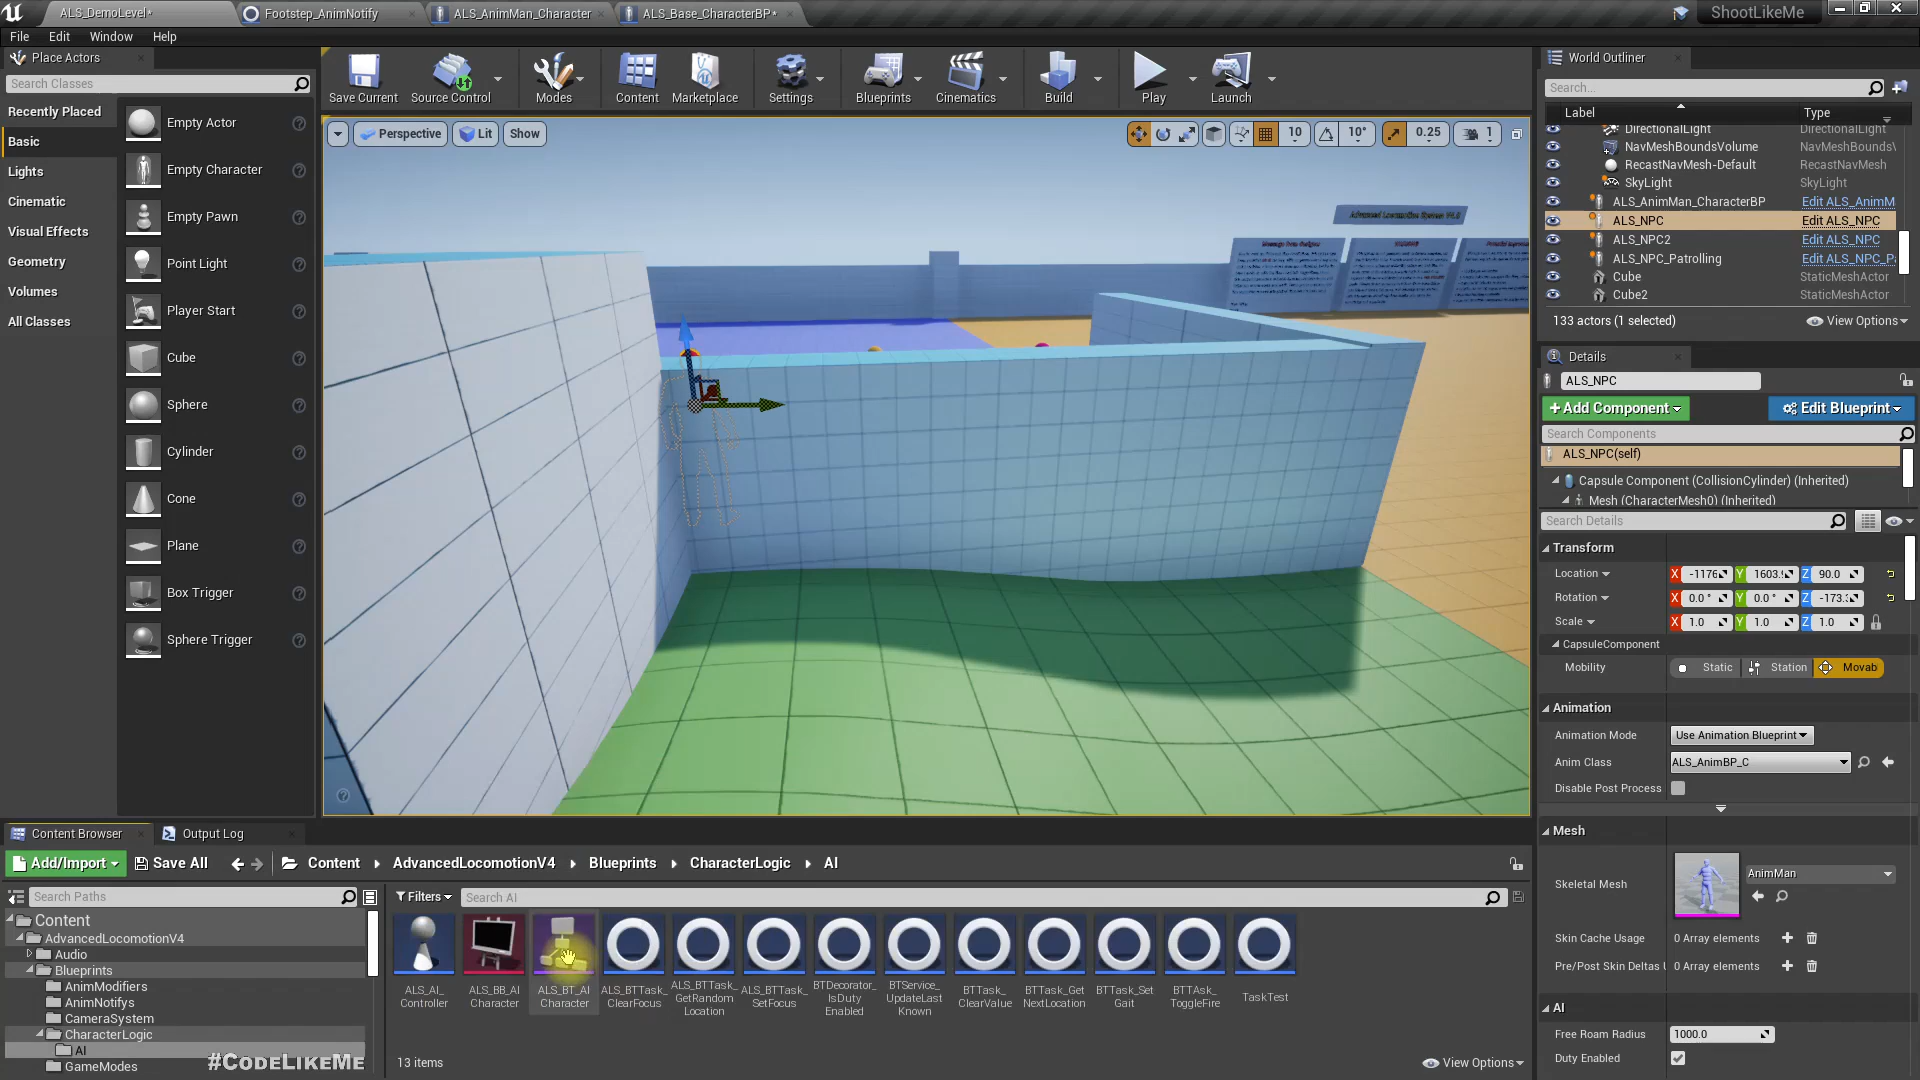 ALS_DemoLevel*
Footstep_AnimNotify
ALS_AnimMan_Character
ALS_Base_CharacterBP*
ShootLikeMe
File
Edit
Window
Help
Place Actors
Search Classes
Recently Placed
Basic
Lights
Cinematic
Visual Effects
Geometry
Volumes
All Classes
Empty Actor
Empty Character
Empty Pawn
Point Light
Player Start
Cube
Sphere
Cylinder
Cone
Plane
Box Trigger
Sphere Trigger
Save Current
Source Control
Modes
Content
Marketplace
Settings
Blueprints
Cinematics
Build
Play
Launch
Perspective
Lit
Show
10
10°
0.25
1
World Outliner
Search...
Label
Type
DirectionalLight
DirectionalLight
NavMeshBoundsVolume
NavMeshBoundsV
RecastNavMesh-Default
RecastNavMesh
SkyLight
SkyLight
ALS_AnimMan_CharacterBP
Edit ALS_AnimM
ALS_NPC
Edit ALS_NPC
ALS_NPC2
Edit ALS_NPC
ALS_NPC_Patrolling
Edit ALS_NPC_P
Cube
StaticMeshActor
Cube2
StaticMeshActor
133 actors (1 selected)
View Options
Details
ALS_NPC
+Add Component
Edit Blueprint
Search Components
ALS_NPC(self)
Capsule Component (CollisionCylinder) (Inherited)
Mesh (CharacterMesh0) (Inherited)
Search Details
Transform
Location
X
-1176
Y
1603.
Z
90.0
Rotation
X
0.0 °
Y
0.0 °
Z
-173.
Scale
X
1.0
Y
1.0
Z
1.0
CapsuleComponent
Mobility
Static
Station
Movab
Animation
Animation Mode
Use Animation Blueprint
Anim Class
ALS_AnimBP_C
Disable Post Process
Mesh
Skeletal Mesh
AnimMan
Skin Cache Usage
0 Array elements
Pre/Post Skin Deltas U
0 Array elements
AI
Free Roam Radius
1000.0
Duty Enabled
Content Browser
Output Log
Add/Import
Save All
Content
AdvancedLocomotionV4
Blueprints
CharacterLogic
AI
Search Paths
Filters
Search AI
Content
AdvancedLocomotionV4
Audio
Blueprints
AnimModifiers
AnimNotifys
CameraSystem
CharacterLogic
AI
GameModes
#CODELIKEME
ALS_AI_
Controller
ALS_BB_AI
Character
ALS_BT_AI
Character
ALS_BTTask_
ClearFocus
ALS_BTTask_
GetRandom
Location
ALS_BTTask_
SetFocus
BTDecorator_
IsDuty
Enabled
BTService_
UpdateLast
Known
BTTask_
ClearValue
BTTask_Get
NextLocation
BTTask_Set
Gait
BTTAsk_
ToggleFire
TaskTest
13 items
View Options